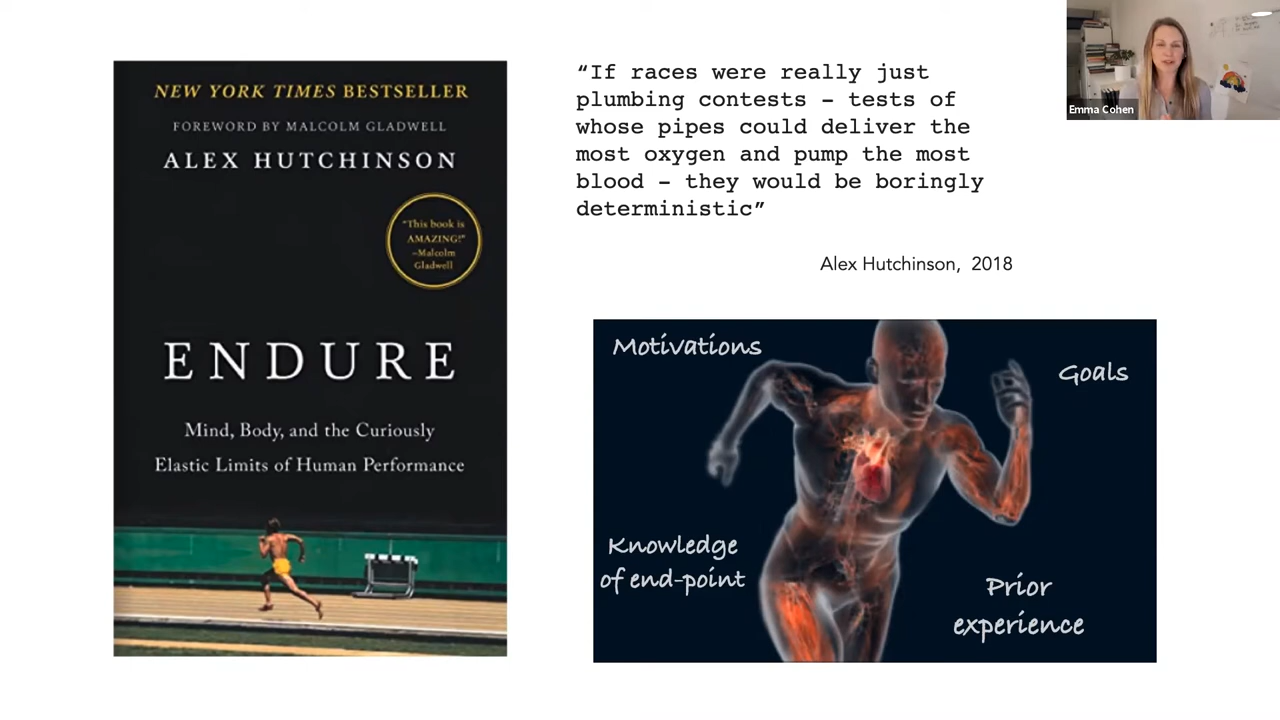 NEW YORK TIMES BESTSELLER
FOREWORD BY MALCOLM GLADWELL
ALEX HUTCHINSON
"This book is
AMAZING!"
–Malcolm
Gladwell
ENDURE
Mind, Body, and the Curiously
Elastic Limits of Human Performance
“If races were really just
plumbing contests – tests of
whose pipes could deliver the
most oxygen and pump the most
blood – they would be boringly
deterministic”
Alex Hutchinson, 2018
Motivations
Goals
Knowledge
of end-point
Prior
experience
Emma Cohen